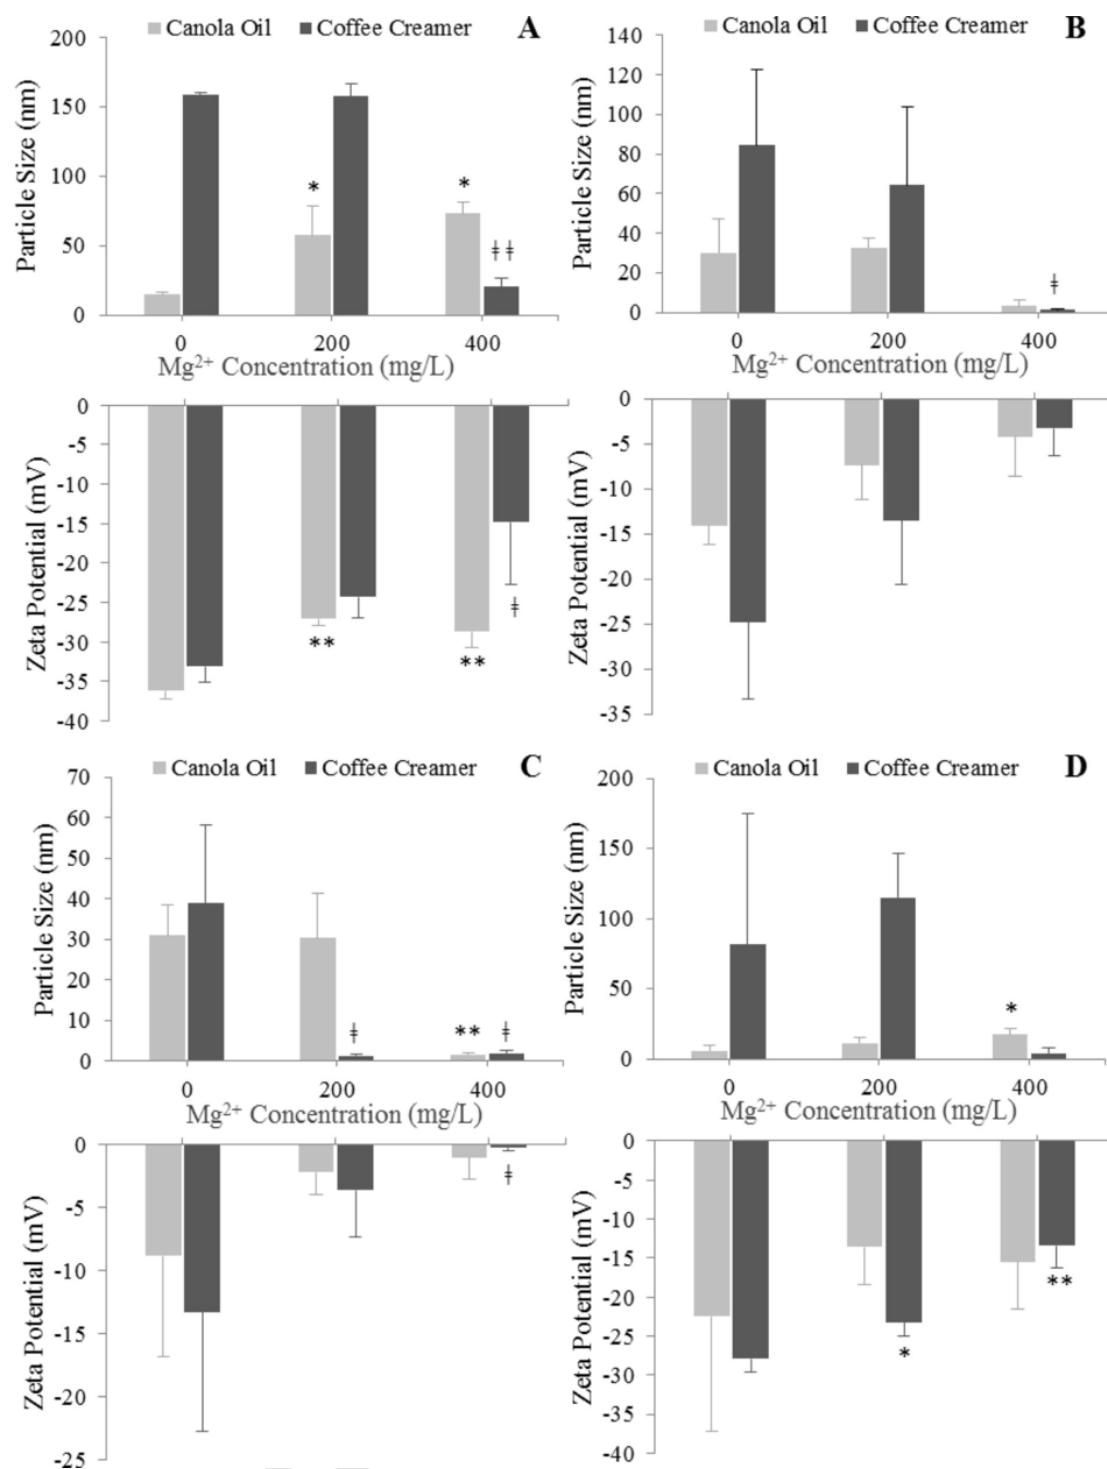 Canola Oil Coffee Creamer A
200
150
100
50
0
Particle Size (nm)
* * ‡‡
0 200 400
Mg²⁺ Concentration (mg/L)
0
-5
-10
-15
-20
-25
-30
-35
-40
Zeta Potential (mV)
** ** ‡
Canola Oil Coffee Creamer B
140
120
100
80
60
40
20
0
Particle Size (nm)
‡
0 200 400
Mg²⁺ Concentration (mg/L)
0
-5
-10
-15
-20
-25
-30
-35
Zeta Potential (mV)
Canola Oil Coffee Creamer C
70
60
50
40
30
20
10
0
Particle Size (nm)
‡ ** ‡
0 200 400
Mg²⁺ Concentration (mg/L)
0
-5
-10
-15
-20
-25
Zeta Potential (mV)
‡
Canola Oil Coffee Creamer D
200
150
100
50
0
Particle Size (nm)
*
0 200 400
Mg²⁺ Concentration (mg/L)
0
-5
-10
-15
-20
-25
-30
-35
-40
Zeta Potential (mV)
* **